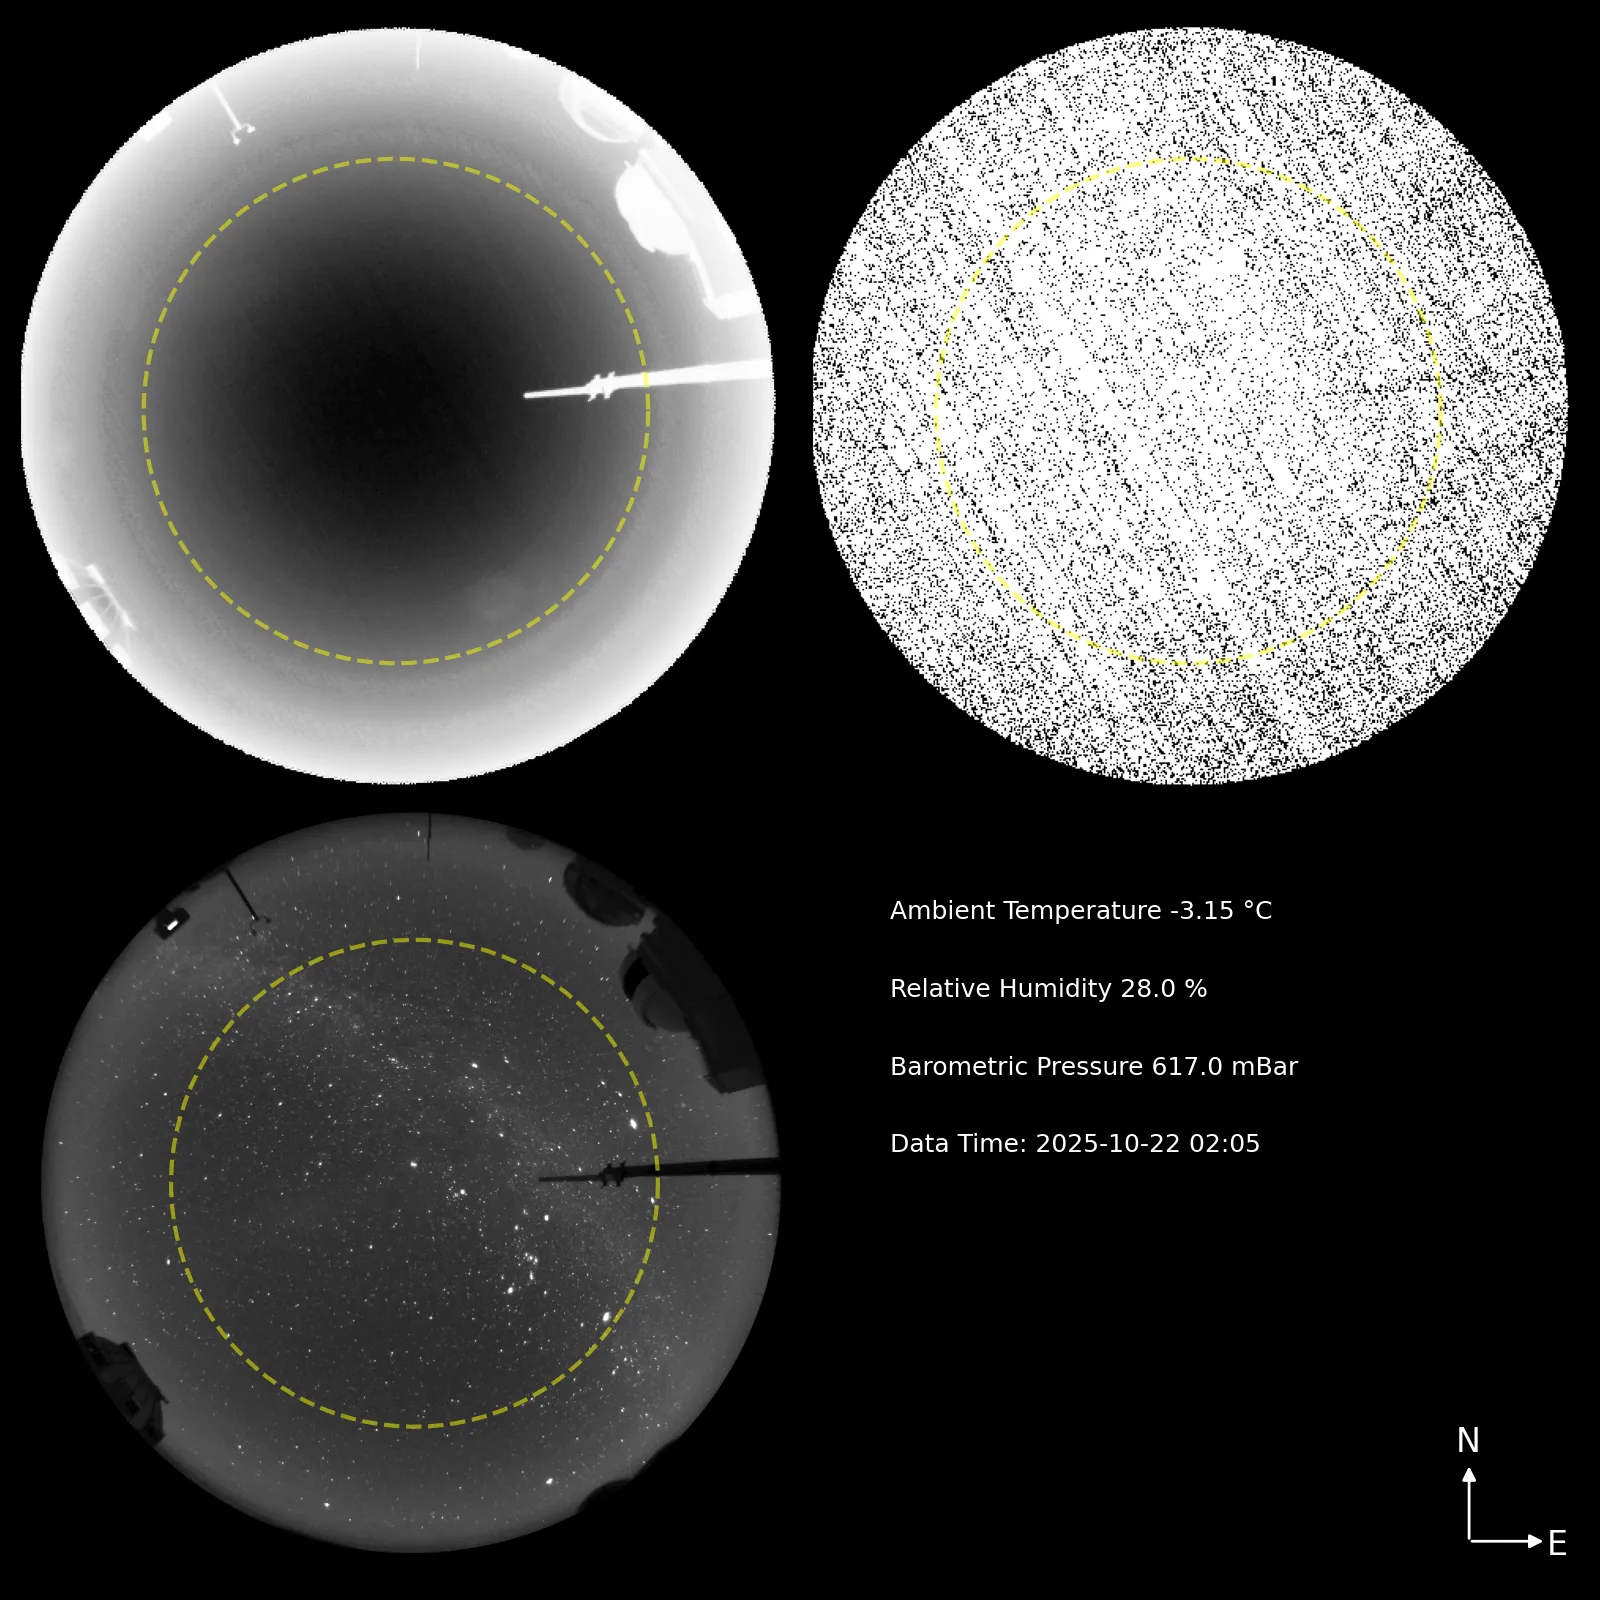 Ambient Temperature -3.15 °C
Relative Humidity 28.0 %
Barometric Pressure 617.0 mBar
Data Time: 2025-10-22 02:05
N
E